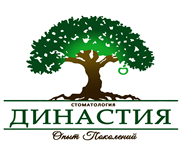 СТОМАТОЛОГИЯ
ДИНАСТИЯ
Опыт Поколений